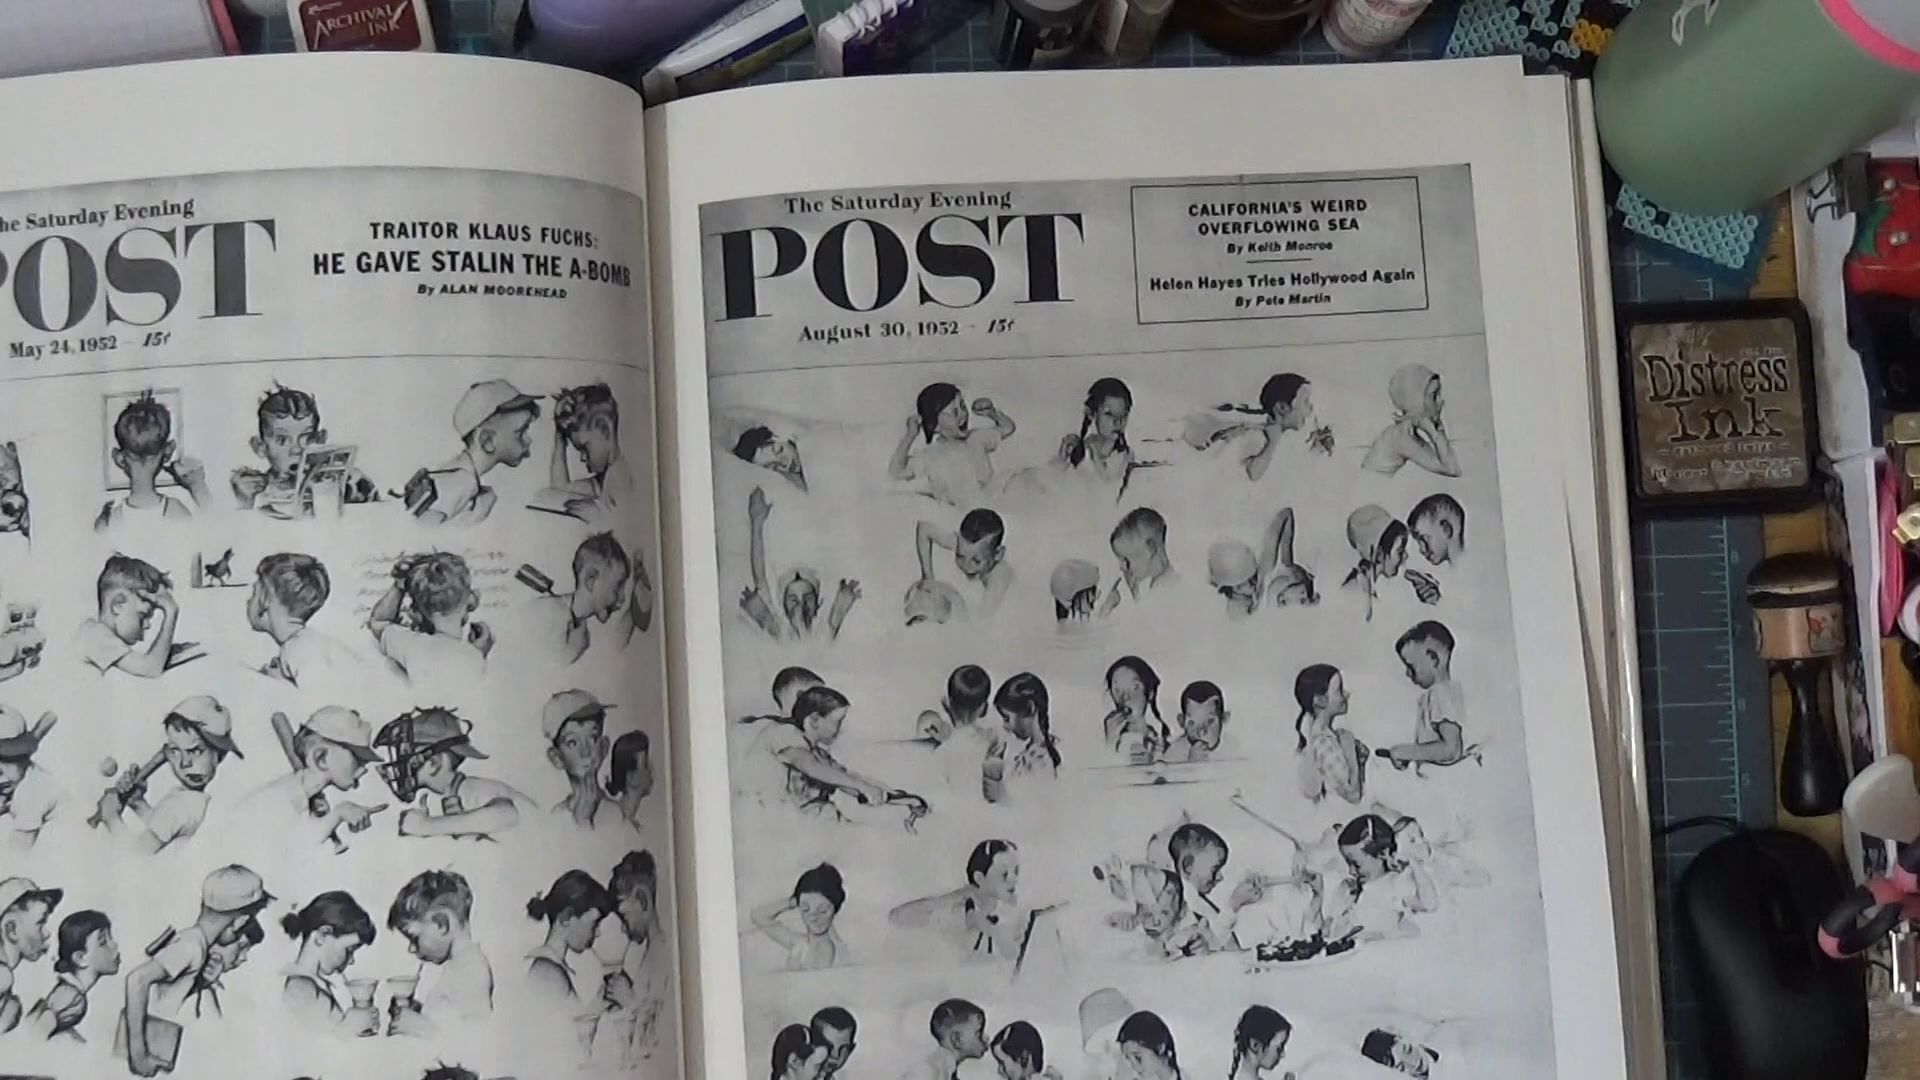 ARCHIVAL
INK
The Saturday Evening
POST
May 24, 1952 – 15¢
TRAITOR KLAUS FUCHS:
HE GAVE STALIN THE A-BOMB
By ALAN MOOREHEAD
The Saturday Evening
POST
August 30, 1952 – 15¢
CALIFORNIA'S WEIRD
OVERFLOWING SEA
By Keith Monroe
Helen Hayes Tries Hollywood Again
By Pete Martin
Distress
Ink